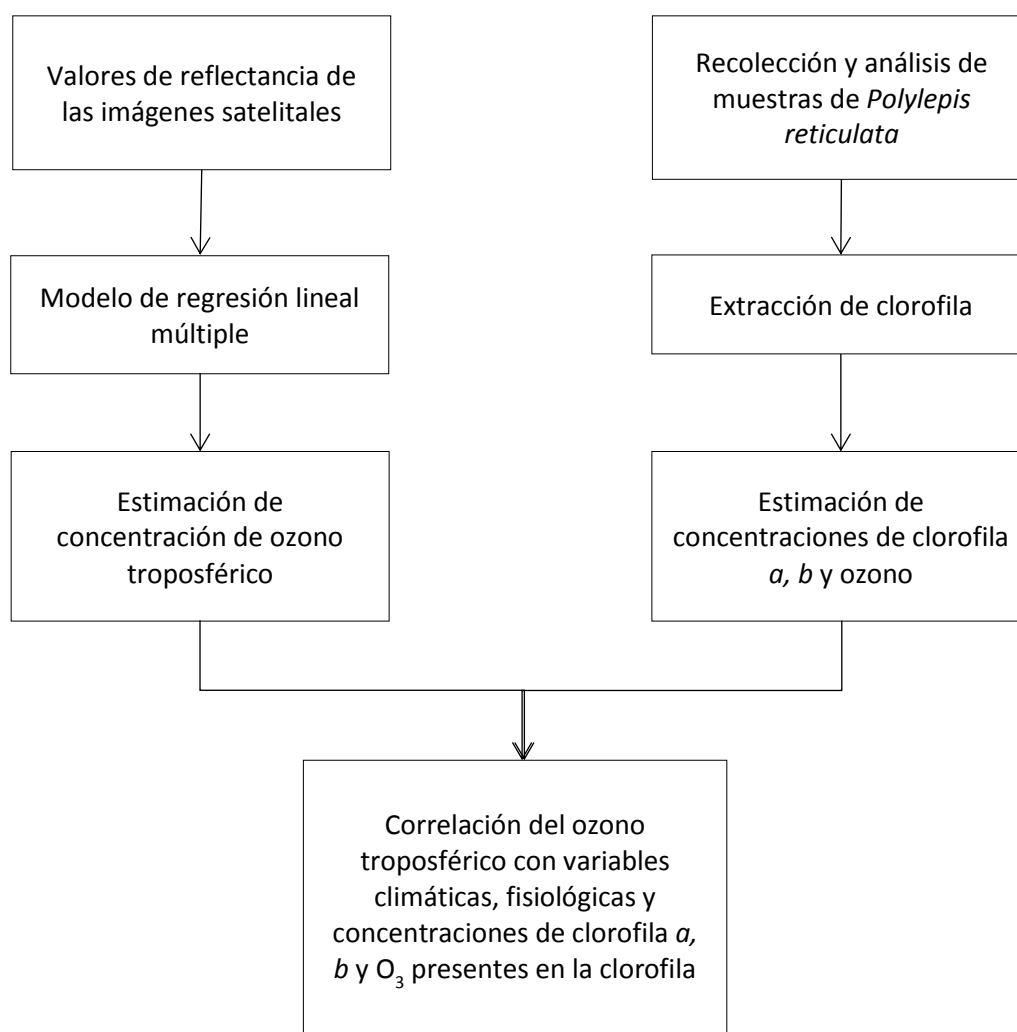 Valores de reflectancia de
las imágenes satelitales
Recolección y análisis de
muestras de Polylepis
reticulata
Modelo de regresión lineal
múltiple
Extracción de clorofila
Estimación de
concentración de ozono
troposférico
Estimación de
concentraciones de clorofila
a, b y ozono
Correlación del ozono
troposférico con variables
climáticas, fisiológicas y
concentraciones de clorofila a,
b y O₃ presentes en la clorofila